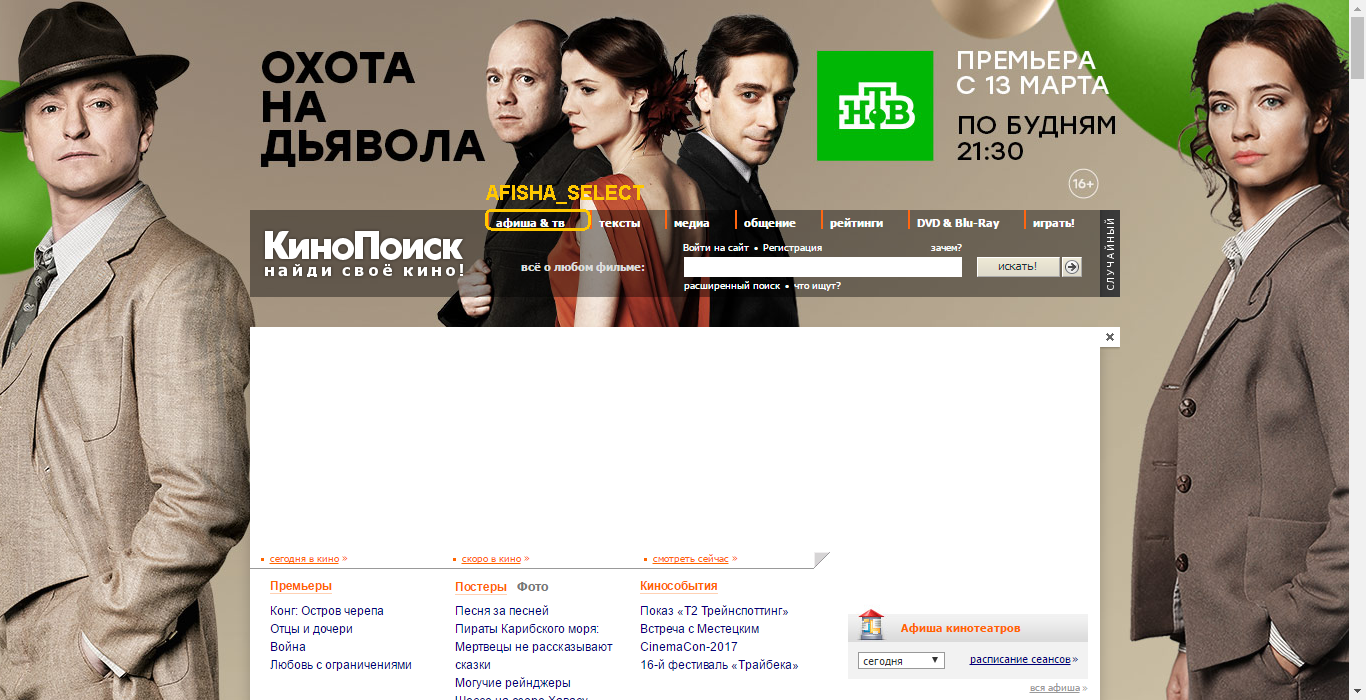 ОХОТА
НА
ДЬЯВОЛА
НТВ
ПРЕМЬЕРА
С 13 МАРТА
ПО БУДНЯМ
21:30
16+
AFISHA_SELECT
афиша & тв
тексты
медиа
общение
рейтинги
DVD & Blu-Ray
играть!
КиноПоиск
найди своё кино!
Войти на сайт • Регистрация
зачем?
всё о любом фильме:
искать!
расширенный поиск • что ищут?
СЛУЧАЙНЫЙ
сегодня в кино »
скоро в кино »
смотреть сейчас »
Премьеры
Конг: Остров черепа
Отцы и дочери
Война
Любовь с ограничениями
Постеры Фото
Песня за песней
Пираты Карибского моря:
Мертвецы не рассказывают
сказки
Могучие рейнджеры
Шоссе на озеро Хавасу
Кинособытия
Показ «Т2 Трейнспоттинг»
Встреча с Местецким
CinemaCon-2017
16-й фестиваль «Трайбека»
Афиша кинотеатров
сегодня
расписание сеансов »
вся афиша »